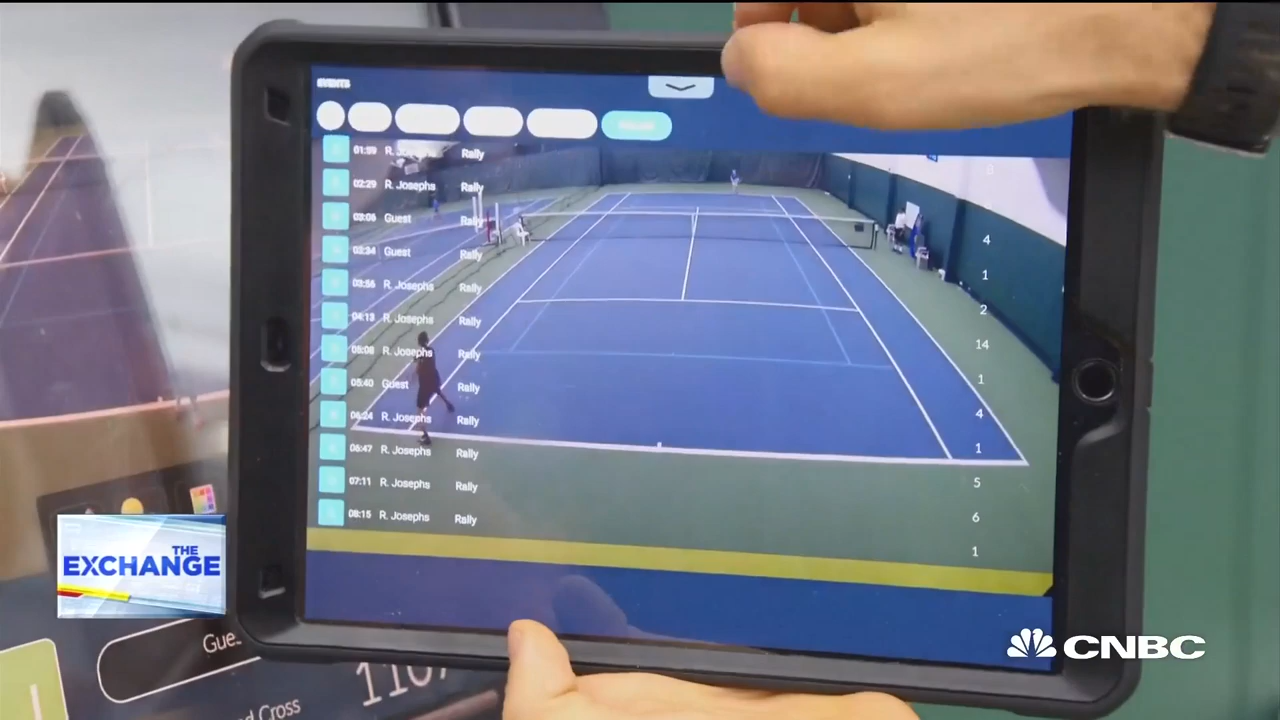 EVENTS
01:59 R. Josephs Rally
3
02:29 R. Josephs Rally
03:06 Guest Rally
4
03:34 Guest Rally
1
03:56 R. Josephs Rally
2
04:13 R. Josephs Rally
14
05:08 R. Josephs Rally
1
05:40 Guest Rally
4
06:24 R. Josephs Rally
1
06:47 R. Josephs Rally
5
07:11 R. Josephs Rally
6
08:15 R. Josephs Rally
1
THE
EXCHANGE
CNBC
Cross